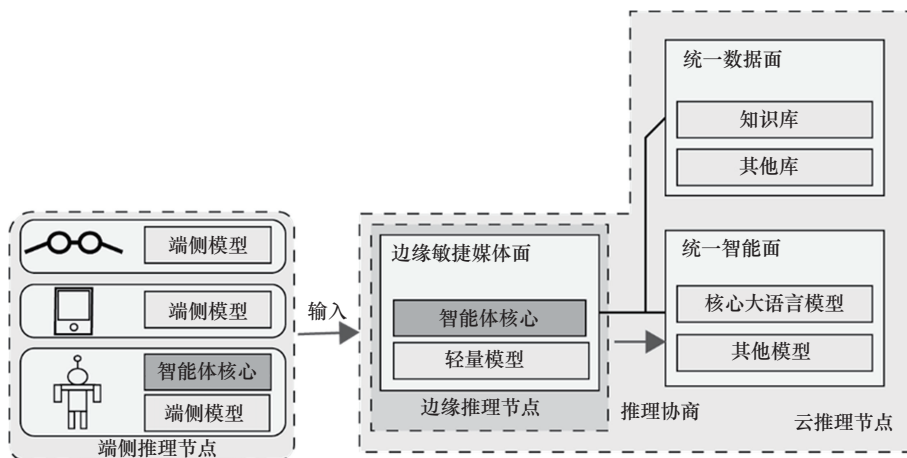 端侧模型
端侧模型
智能体核心
端侧模型
端侧推理节点
输入
边缘敏捷媒体面
智能体核心
轻量模型
边缘推理节点
推理协商
统一数据面
知识库
其他库
统一智能面
核心大语言模型
其他模型
云推理节点